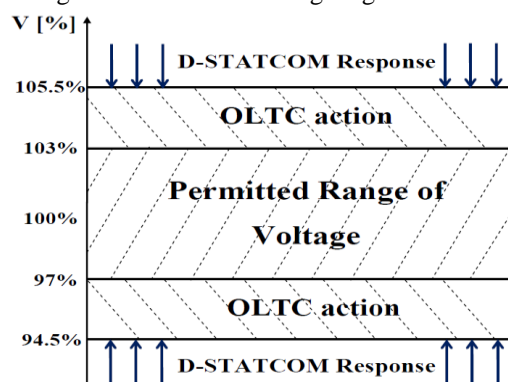 V [%]
D-STATCOM Response
105.5%
OLTC action
103%
Permitted Range of
100%
Voltage
97%
OLTC action
94.5%
D-STATCOM Response